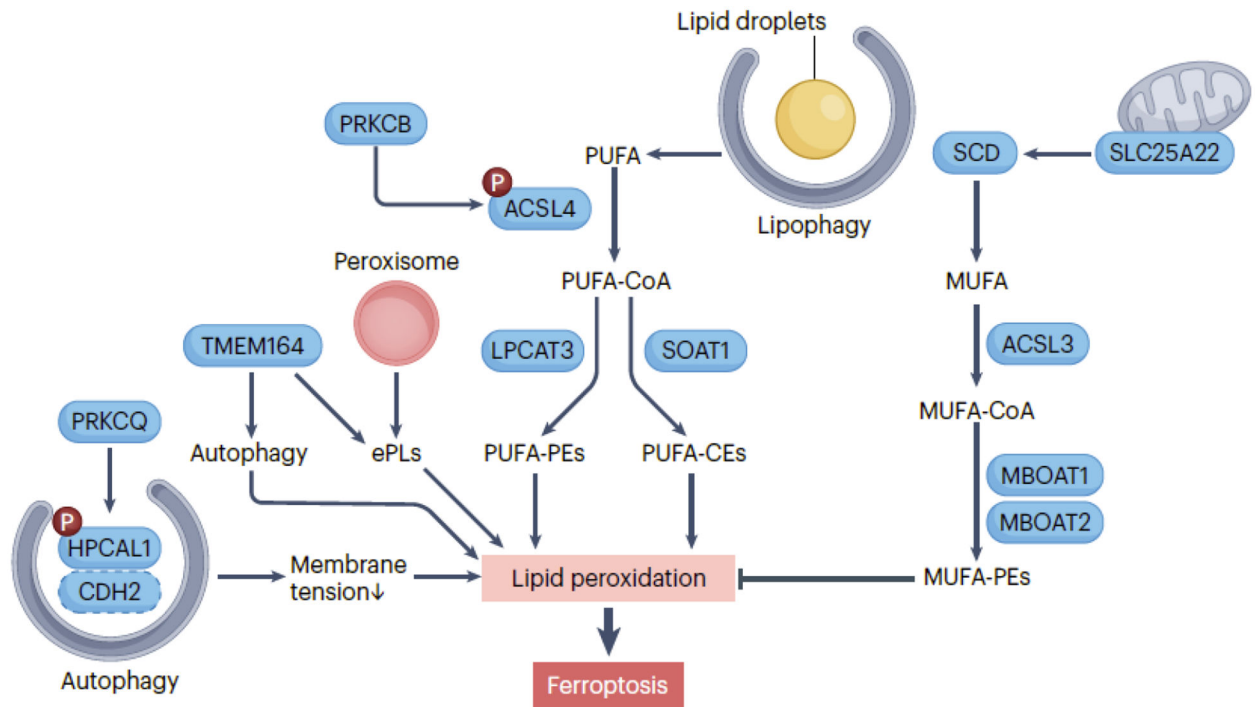 Lipid droplets
PRKCB
PUFA
SCD
SLC25A22
P
ACSL4
Lipophagy
Peroxisome
PUFA-CoA
MUFA
TMEM164
LPCAT3
SOAT1
ACSL3
PRKCQ
MUFA-CoA
Autophagy
ePLs
PUFA-PEs
PUFA-CEs
MBOAT1
P
MBOAT2
HPCAL1
CDH2
Membrane
tension↓
Lipid peroxidation
MUFA-PEs
Autophagy
Ferroptosis